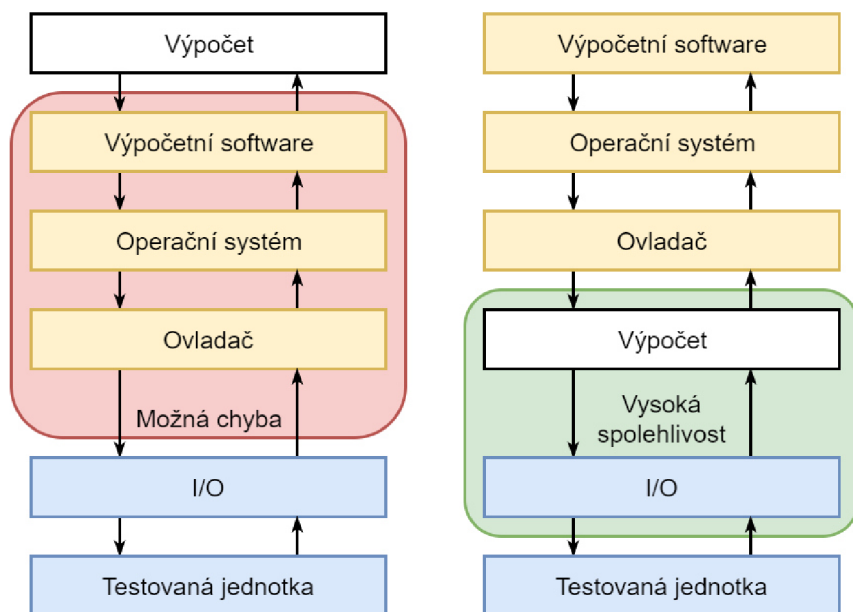 Výpočet
Výpočetní software
Operační systém
Ovladač
Možná chyba
I/O
Testovaná jednotka
Výpočetní software
Operační systém
Ovladač
Výpočet
Vysoká
spolehlivost
I/O
Testovaná jednotka